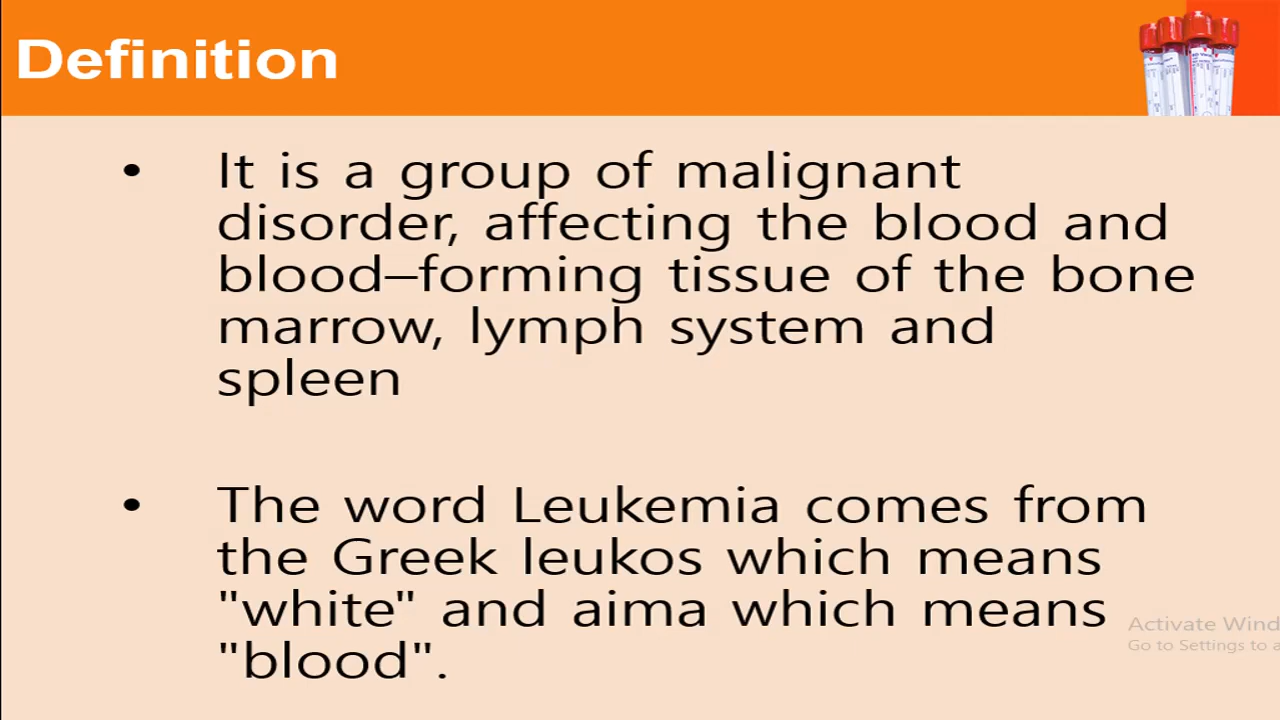 Definition
• It is a group of malignant
disorder, affecting the blood and
blood–forming tissue of the bone
marrow, lymph system and
spleen
• The word Leukemia comes from
the Greek leukos which means
"white" and aima which means
"blood".
Activate Wind
Go to Settings to a